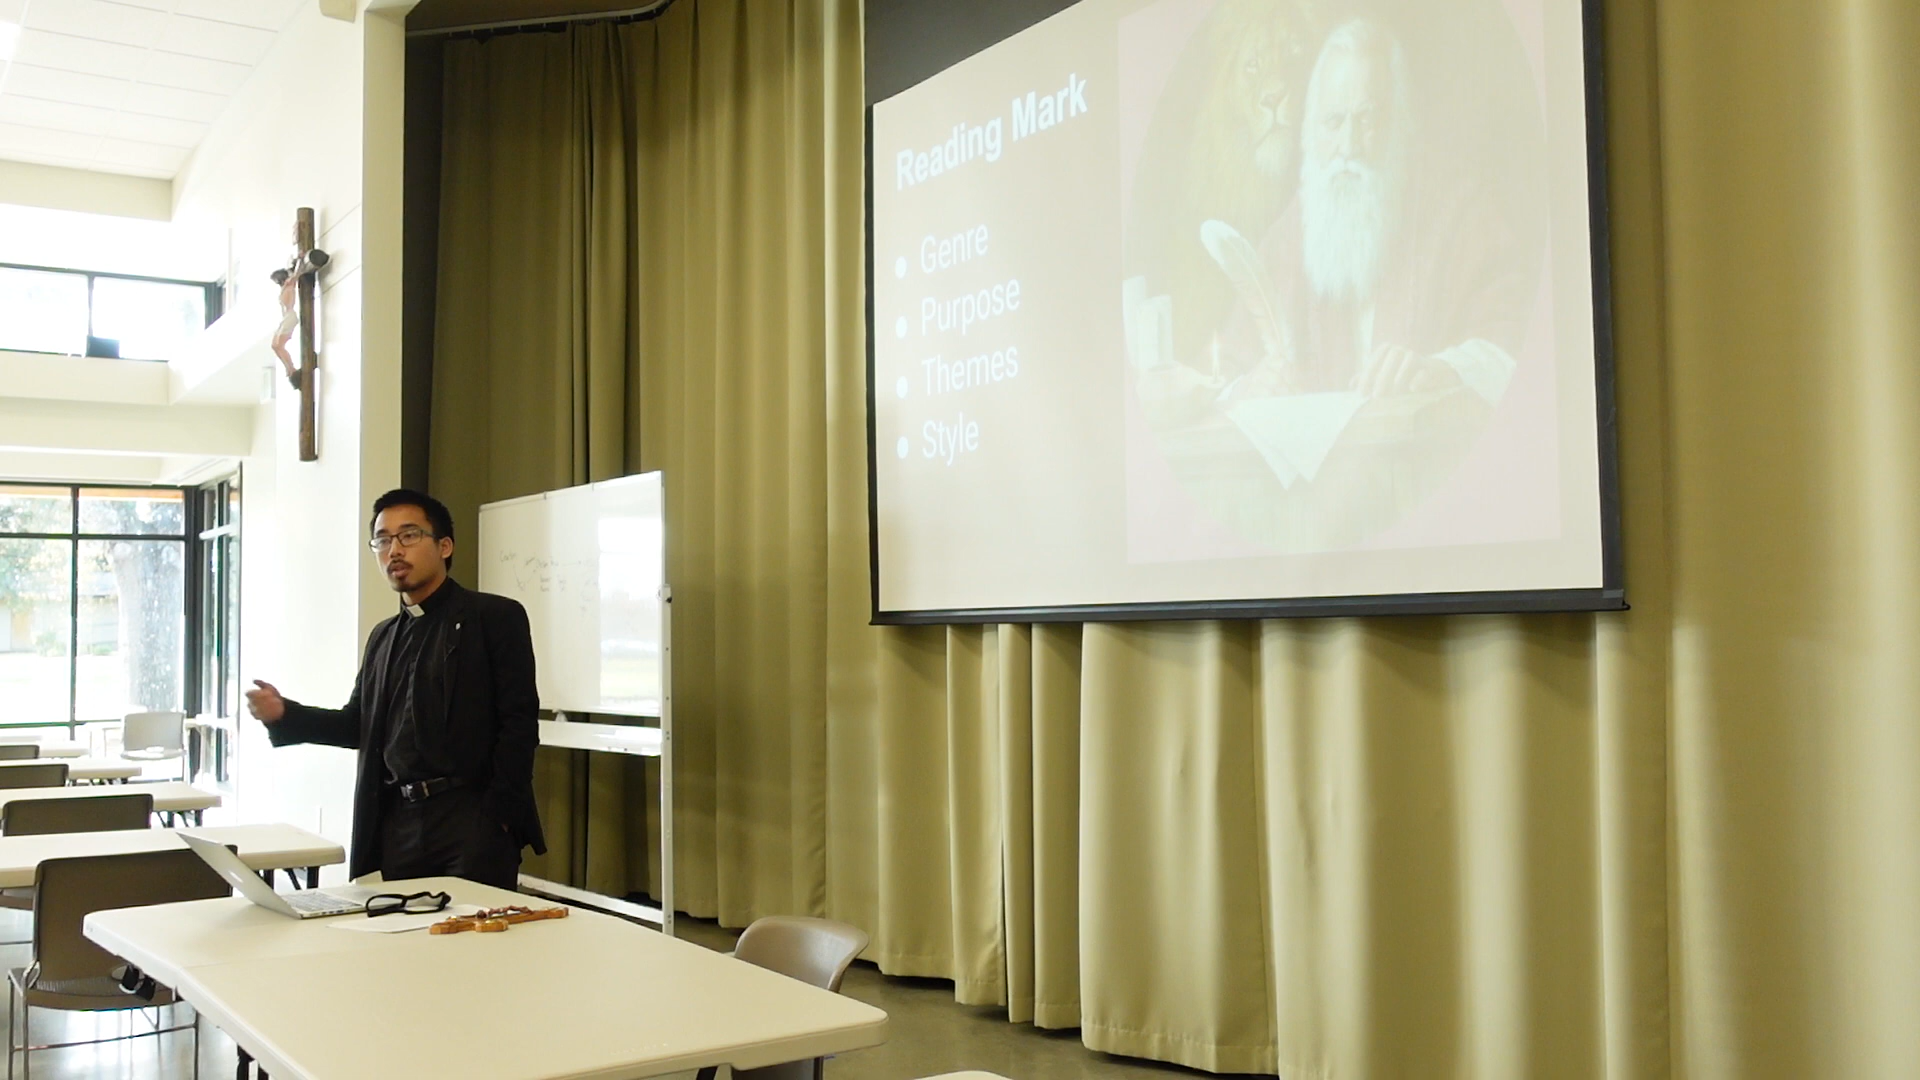 Reading Mark
Genre
Purpose
Themes
Style